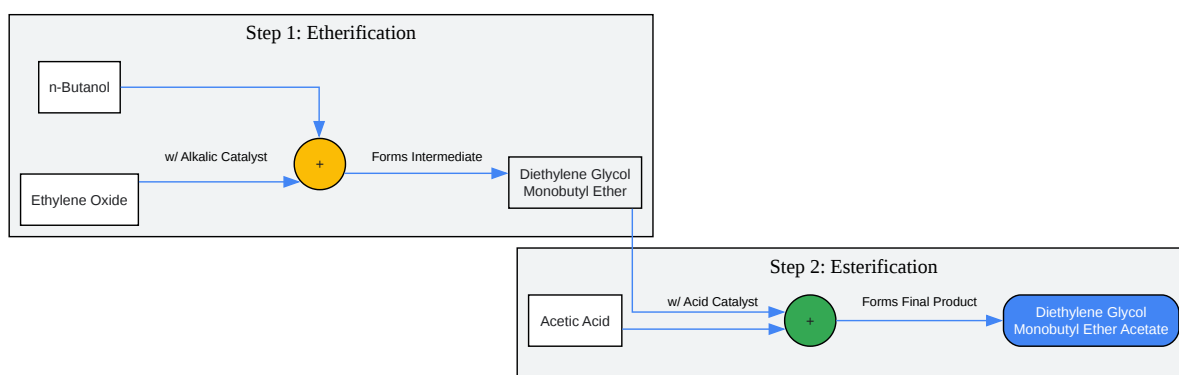 Step 1: Etherification
n-Butanol
w/ Alkalic Catalyst
+
Forms Intermediate
Diethylene Glycol
Monobutyl Ether
Ethylene Oxide
Step 2: Esterification
Acetic Acid
w/ Acid Catalyst
+
Forms Final Product
Diethylene Glycol
Monobutyl Ether Acetate